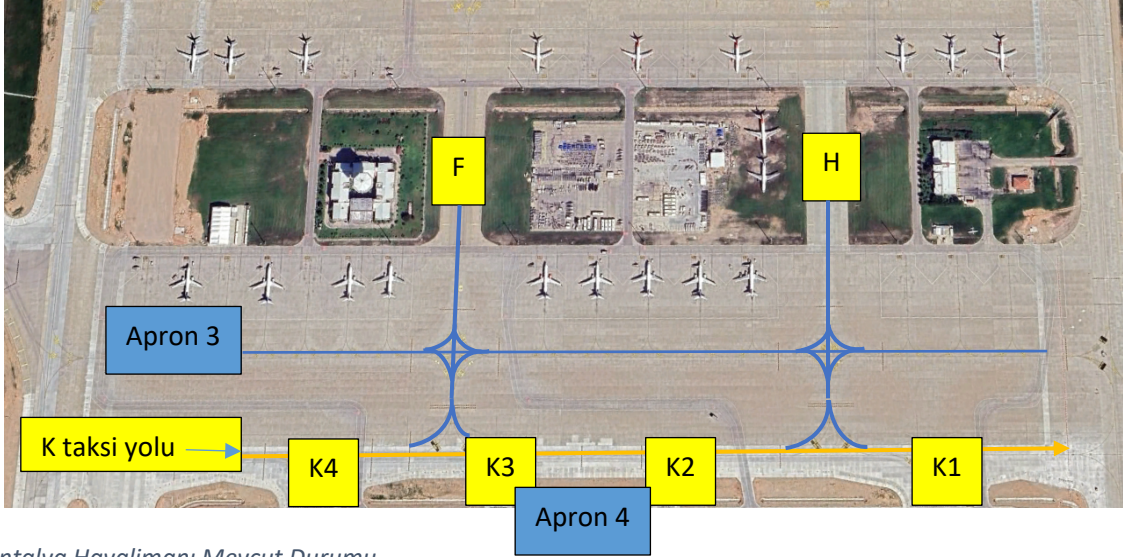 F
H
Apron 3
K taksi yolu
K4
K3
K2
K1
Apron 4
ntalya Havalimanı Mevcut Durumu